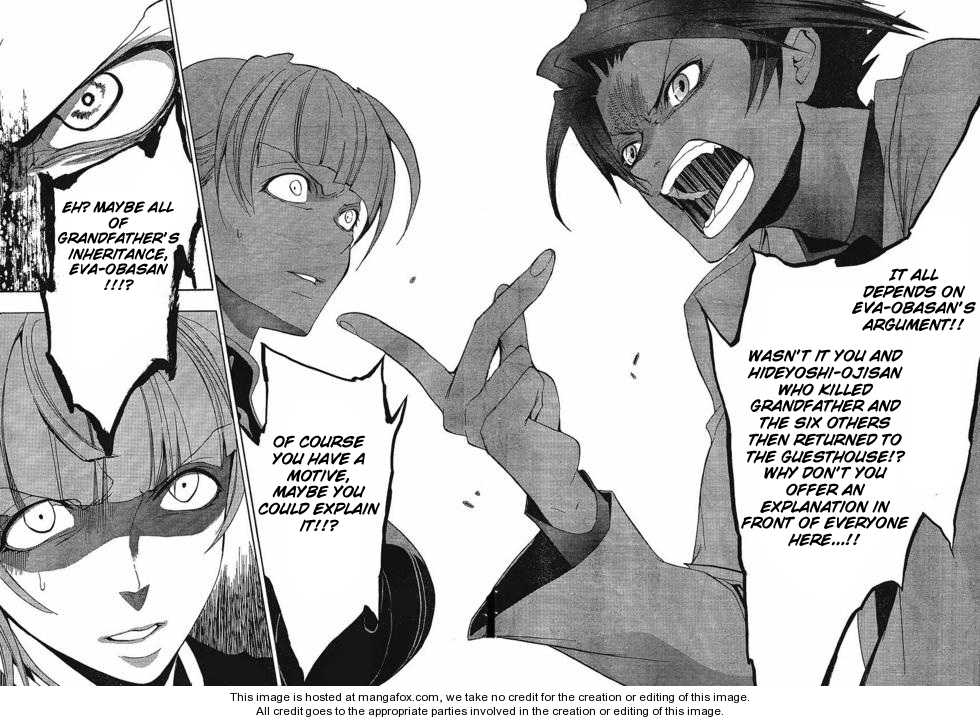 IT ALL
DEPENDS ON
EVA-OBASAN'S
ARGUMENT!!
WASN'T IT YOU AND
HIDEYOSHI-OJISAN
WHO KILLED
GRANDFATHER AND
THE SIX OTHERS
THEN RETURNED TO
THE GUESTHOUSE!?
WHY DON'T YOU
OFFER AN
EXPLANATION IN
FRONT OF EVERYONE
HERE...!!
OF COURSE
YOU HAVE A
MOTIVE,
MAYBE YOU
COULD EXPLAIN
IT!!?
EH? MAYBE ALL
OF
GRANDFATHER'S
INHERITANCE,
EVA-OBASAN
!!!?
This image is hosted at mangafox.com, we take no credit for the creation or editing of this image.
All credit goes to the appropriate parties involved in the creation or editing of this image.